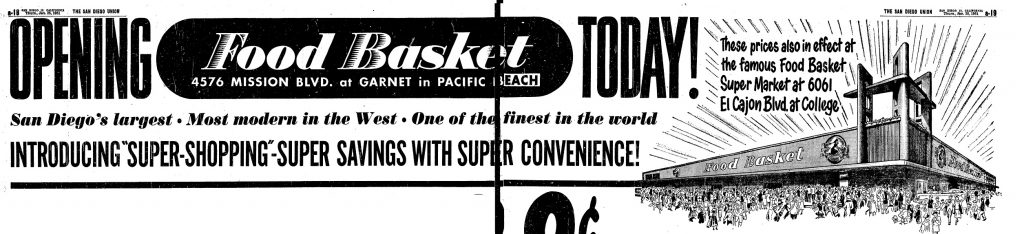 a-18
THE SAN DIEGO UNION
THE SAN DIEGO UNION
a-19
OPENING
Food Basket
4576 MISSION BLVD. at GARNET in PACIFIC BEACH
TODAY!
San Diego's largest • Most modern in the West • One of the finest in the world
INTRODUCING "SUPER-SHOPPING"-SUPER SAVINGS WITH SUPER CONVENIENCE!
These prices also in effect at
the famous Food Basket
Super Market at 6061
El Cajon Blvd. at College
Food Basket